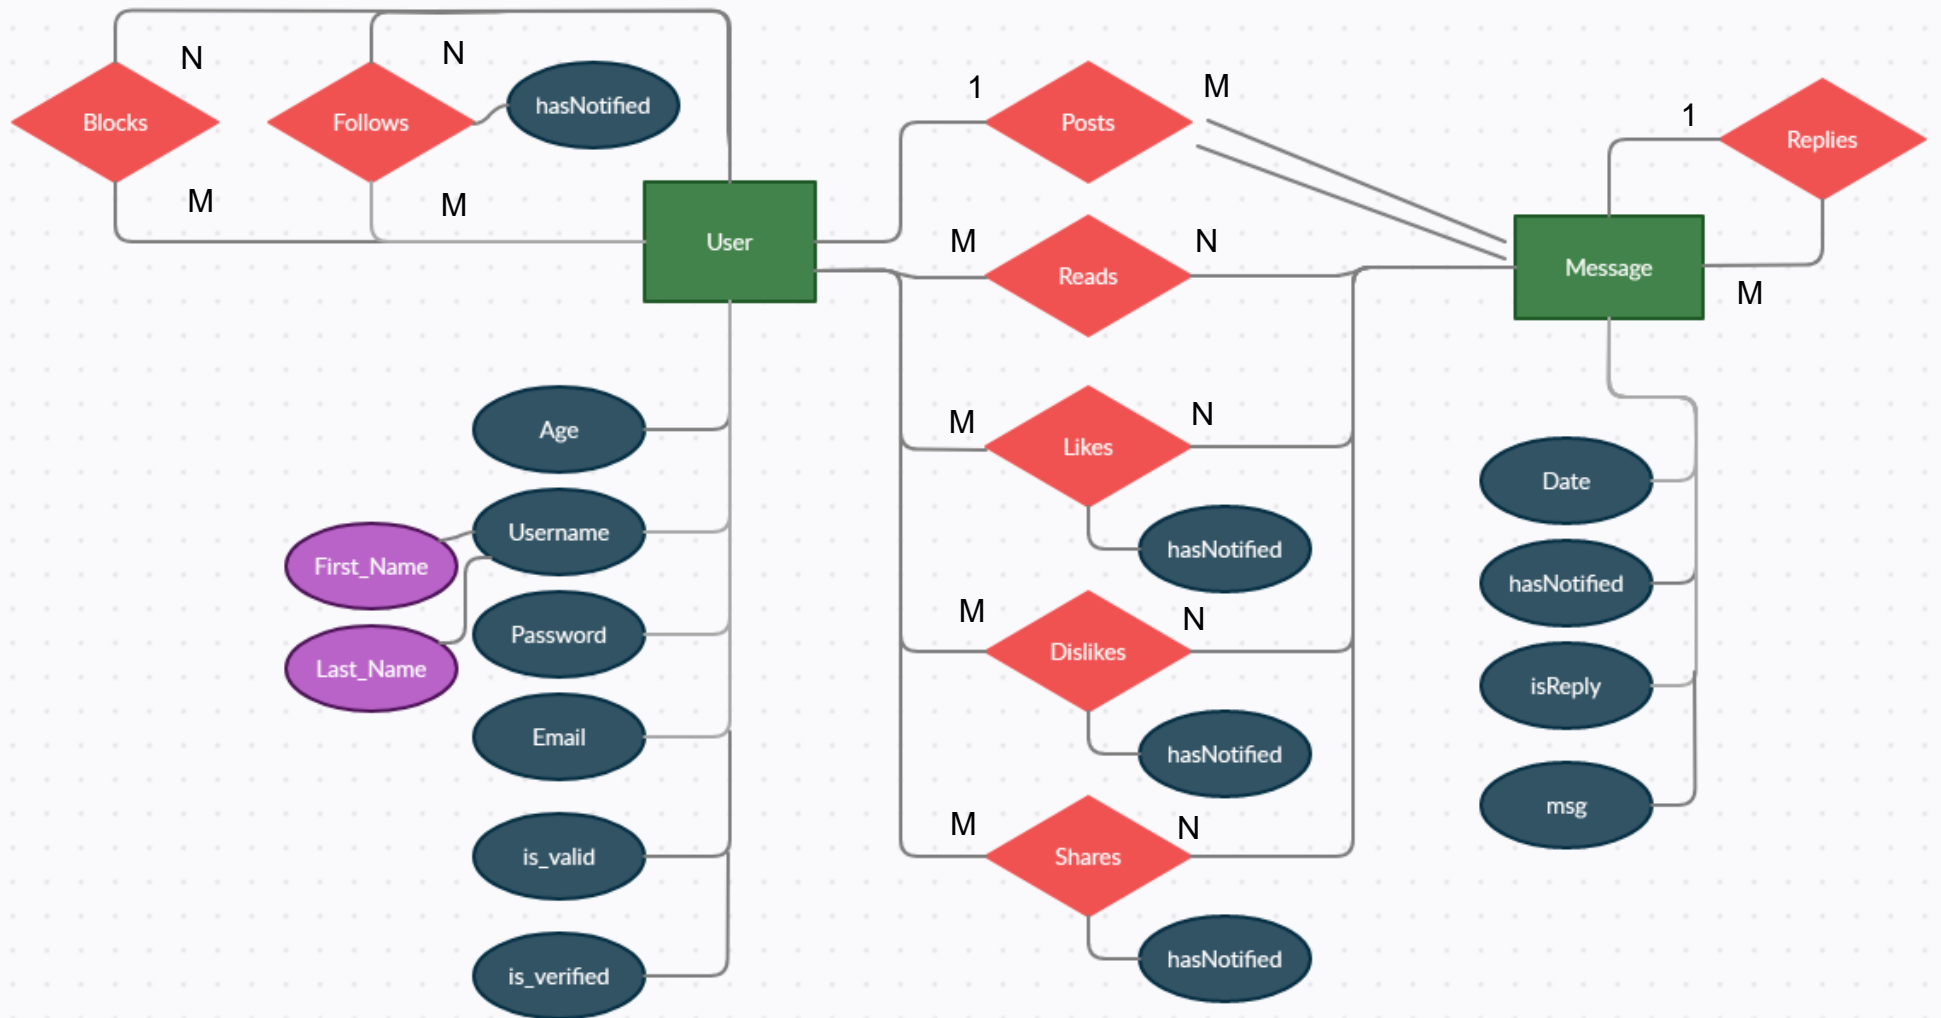 N
N
hasNotified
Blocks
Follows
M
M
User
1
Posts
M
M
Reads
N
M
Likes
N
hasNotified
M
Dislikes
N
hasNotified
M
Shares
N
hasNotified
1
Replies
Message
M
Age
Username
First_Name
Password
Last_Name
Email
is_valid
is_verified
Date
hasNotified
isReply
msg